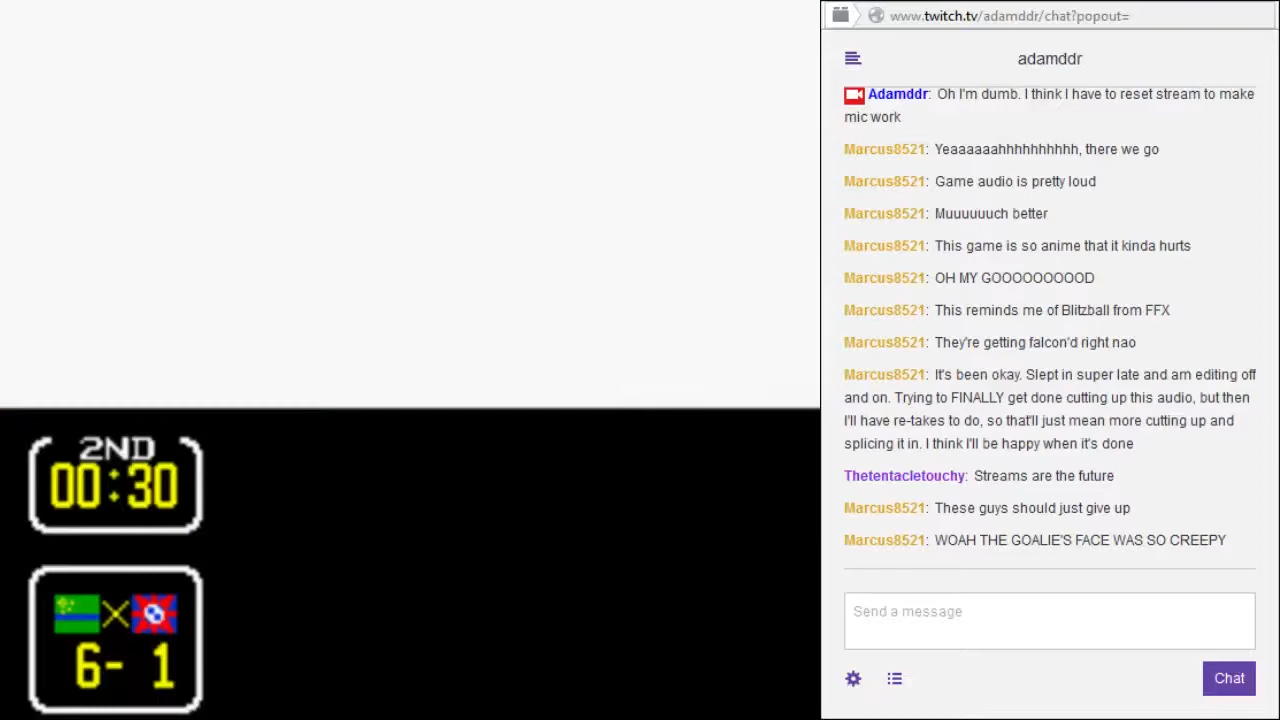 www.twitch.tv/adamddr/chat?popout=
adamddr
Adamddr: Oh I'm dumb. I think I have to reset stream to make
mic work
Marcus8521: Yeaaaaaahhhhhhhhhh, there we go
Marcus8521: Game audio is pretty loud
Marcus8521: Muuuuuuch better
Marcus8521: This game is so anime that it kinda hurts
Marcus8521: OH MY GOOOOOOOOOD
Marcus8521: This reminds me of Blitzball from FFX
Marcus8521: They're getting falcon'd right nao
Marcus8521: It's been okay. Slept in super late and am editing off
and on. Trying to FINALLY get done cutting up this audio, but then
I'll have re-takes to do, so that'll just mean more cutting up and
splicing it in. I think I'll be happy when it's done
Thetentacletouchy: Streams are the future
Marcus8521: These guys should just give up
Marcus8521: WOAH THE GOALIE'S FACE WAS SO CREEPY
Send a message
Chat
2ND
00:30
6- 1